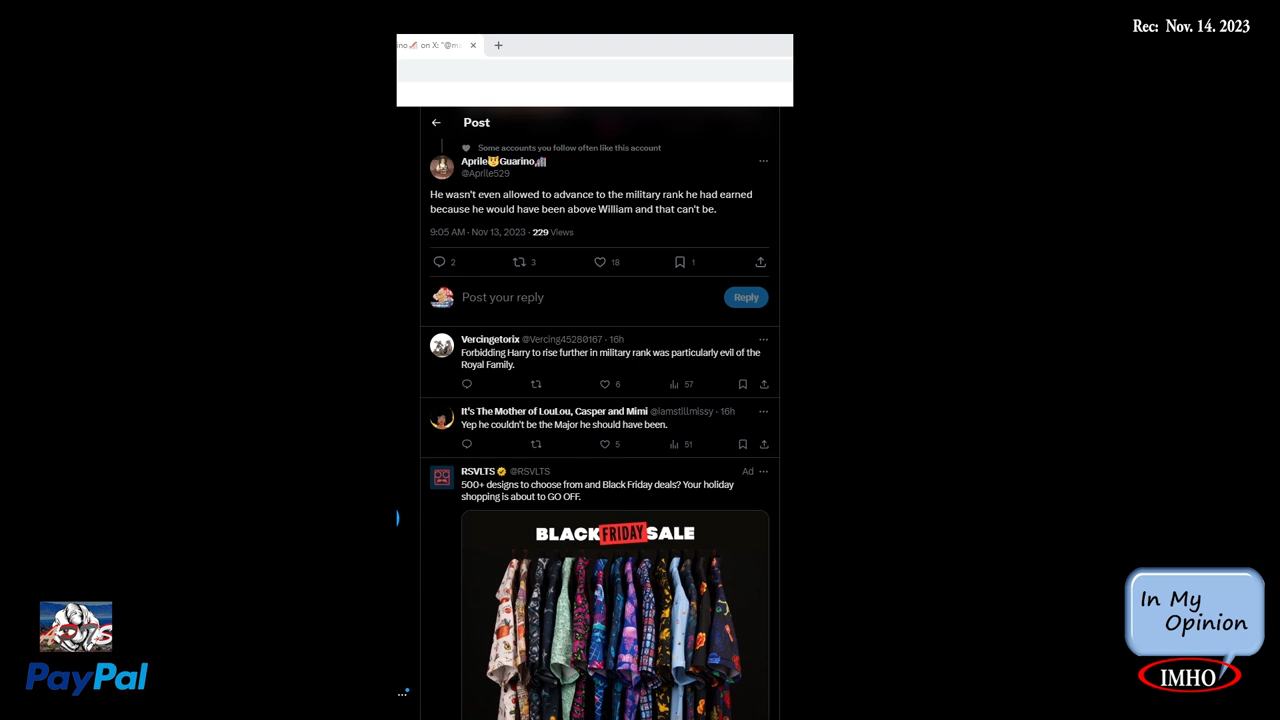 Rec: Nov. 14. 2023
ino on X: "@m
Post
Some accounts you follow often like this account
Aprile Guarino
@Aprile529
He wasn't even allowed to advance to the military rank he had earned
because he would have been above William and that can't be.
9:05 AM · Nov 13, 2023 · 229 Views
2 3 18 1
Post your reply
Reply
Vercingetorix @Vercing45280167 · 16h
Forbidding Harry to rise further in military rank was particularly evil of the
Royal Family.
6 57
It's The Mother of LouLou, Casper and Mimi @iamstillmissy · 16h
Yep he couldn't be the Major he should have been.
5 51
RSVLTS @RSVLTS Ad
500+ designs to choose from and Black Friday deals? Your holiday
shopping is about to GO OFF.
BLACK FRIDAY SALE
In My
Opinion
IMHO
PayPal